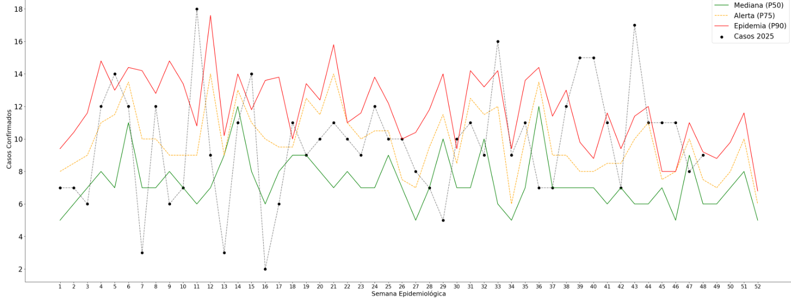 Mediana (P50)
Alerta (P75)
Epidemia (P90)
Casos 2025
Casos Confirmados
18
16
14
12
10
8
6
4
2
1 2 3 4 5 6 7 8 9 10 11 12 13 14 15 16 17 18 19 20 21 22 23 24 25 26 27 28 29 30 31 32 33 34 35 36 37 38 39 40 41 42 43 44 45 46 47 48 49 50 51 52
Semana Epidemiológica